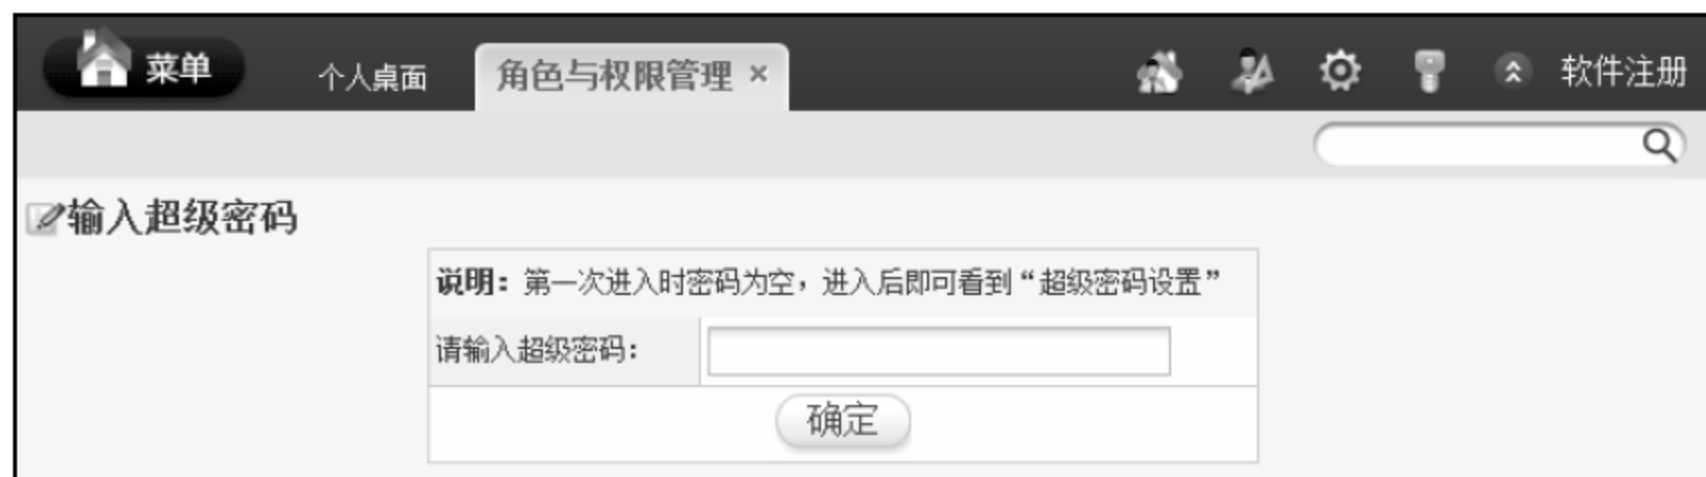 菜单 个人桌面 角色与权限管理 × 软件注册
输入超级密码
说明：第一次进入时密码为空，进入后即可看到“超级密码设置”
请输入超级密码：
确定